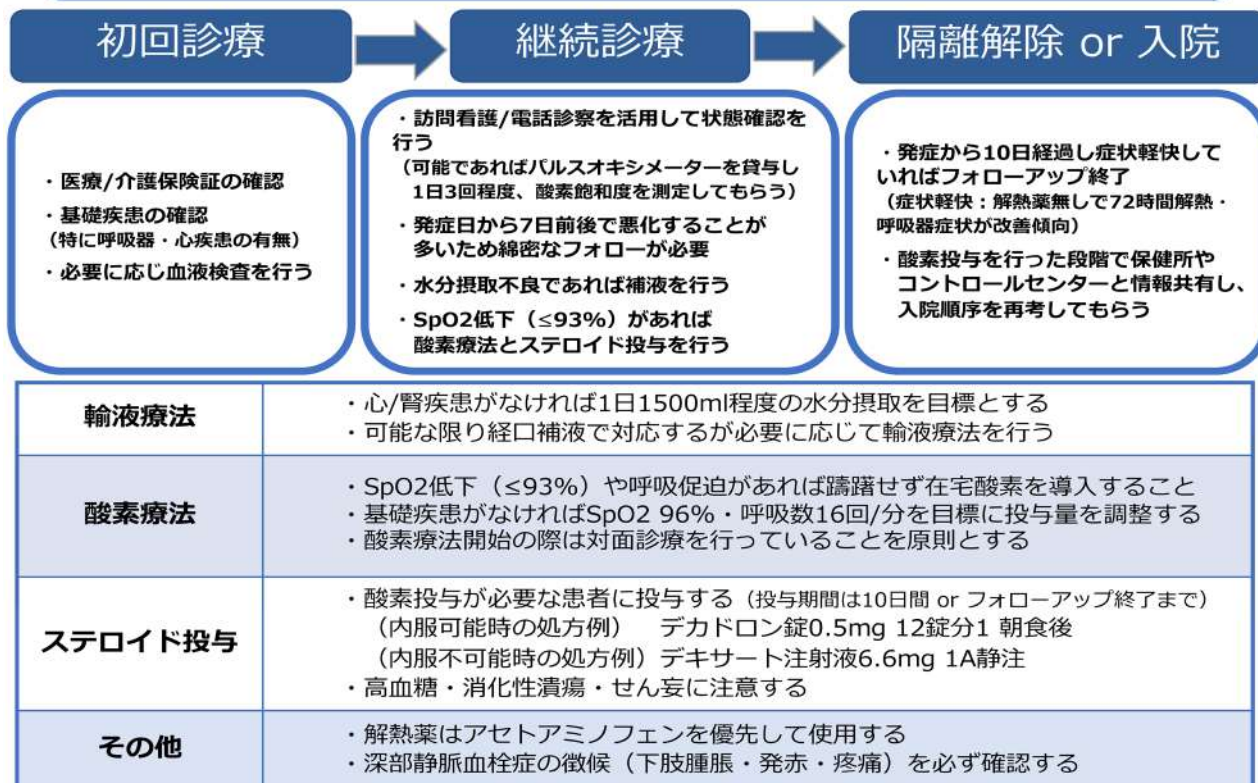 初回診療
継続診療
隔離解除 or 入院
・医療/介護保険証の確認
・基礎疾患の確認
（特に呼吸器・心疾患の有無）
・必要に応じ血液検査を行う
・訪問看護/電話診察を活用して状態確認を
行う
（可能であればパルスオキシメーターを貸与し
1日3回程度、酸素飽和度を測定してもらう）
・発症日から7日前後で悪化することが
多いため綿密なフォローが必要
・水分摂取不良であれば補液を行う
・SpO2低下（≤93%）があれば
酸素療法とステロイド投与を行う
・発症から10日経過し症状軽快して
いればフォローアップ終了
（症状軽快：解熱薬無しで72時間解熱・
呼吸器症状が改善傾向）
・酸素投与を行った段階で保健所や
コントロールセンターと情報共有し、
入院順序を再考してもらう
輸液療法
・心/腎疾患がなければ1日1500ml程度の水分摂取を目標とする
・可能な限り経口補液で対応するが必要に応じて輸液療法を行う
酸素療法
・SpO2低下（≤93%）や呼吸促迫があれば躊躇せず在宅酸素を導入すること
・基礎疾患がなければSpO2 96%・呼吸数16回/分を目標に投与量を調整する
・酸素療法開始の際は対面診療を行っていることを原則とする
ステロイド投与
・酸素投与が必要な患者に投与する（投与期間は10日間 or フォローアップ終了まで）
（内服可能時の処方例）　デカドロン錠0.5mg 12錠分1 朝食後
（内服不可能時の処方例）デキサート注射液6.6mg 1A静注
・高血糖・消化性潰瘍・せん妄に注意する
その他
・解熱薬はアセトアミノフェンを優先して使用する
・深部静脈血栓症の徴候（下肢腫脹・発赤・疼痛）を必ず確認する